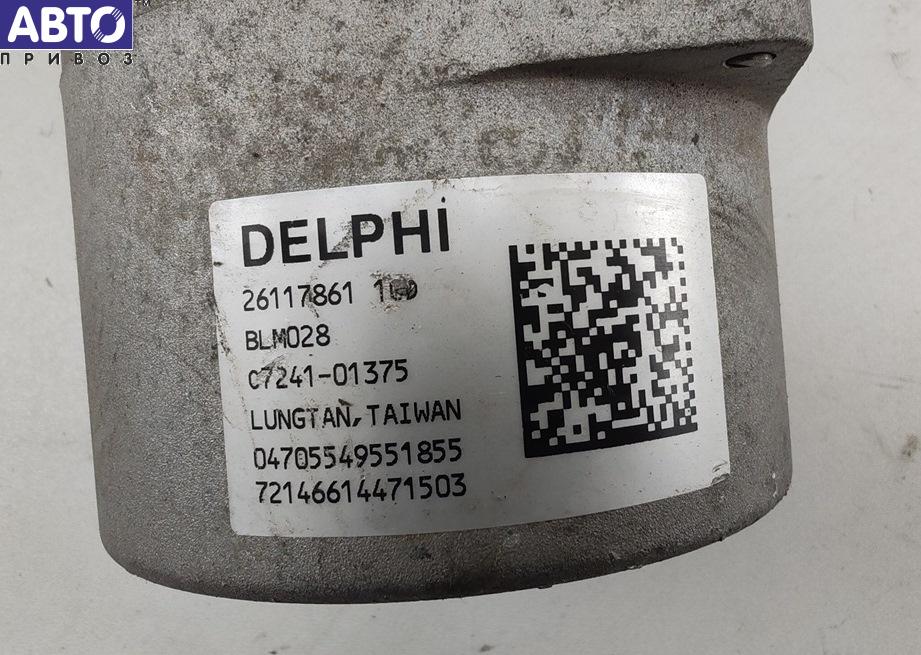 АВТО
ПРИВОЗ
DELPHI
26117861
BLM028
C7241-01375
LUNGTAN, TAIWAN
04705549551855
72146614471503